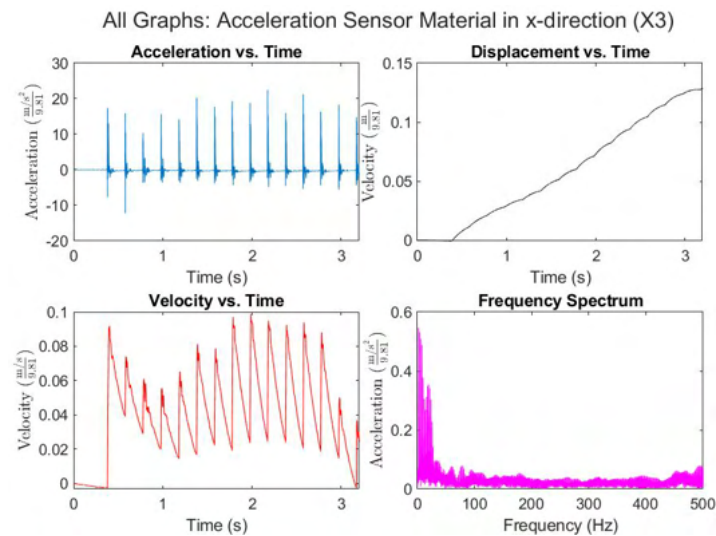 All Graphs: Acceleration Sensor Material in x-direction (X3)
Acceleration vs. Time
Acceleration (m/s²/9.81)
30
20
10
0
-10
-20
0 1 2 3
Time (s)
Displacement vs. Time
Velocity (m/9.81)
0.15
0.1
0.05
0
0 1 2 3
Time (s)
Velocity vs. Time
Velocity (m/s/9.81)
0.1
0.08
0.06
0.04
0.02
0
0 1 2 3
Time (s)
Frequency Spectrum
Acceleration (m/s²/9.81)
0.6
0.4
0.2
0
0 100 200 300 400 500
Frequency (Hz)